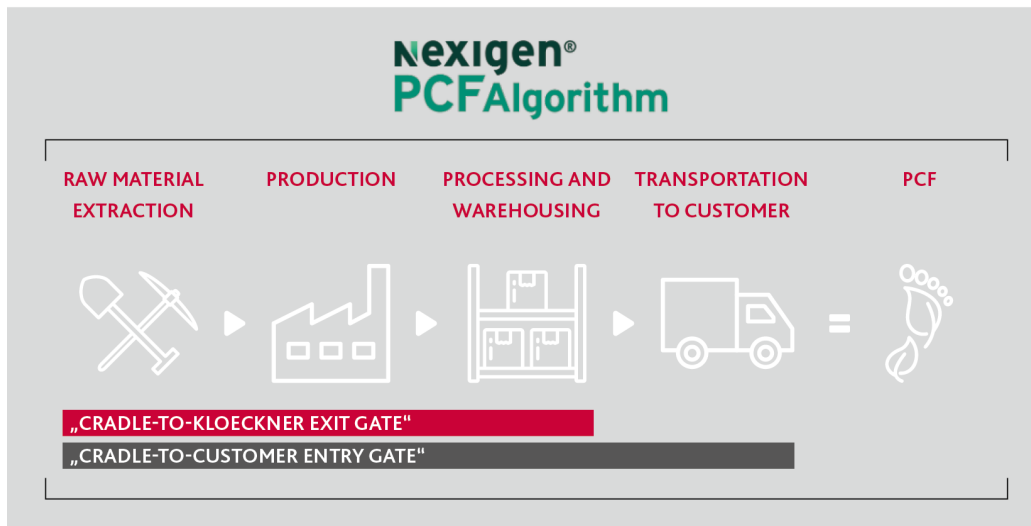 Nexigen®
PCFAlgorithm
RAW MATERIAL
EXTRACTION
PRODUCTION
PROCESSING AND
WAREHOUSING
TRANSPORTATION
TO CUSTOMER
PCF
=
„CRADLE-TO-KLOECKNER EXIT GATE“
„CRADLE-TO-CUSTOMER ENTRY GATE“